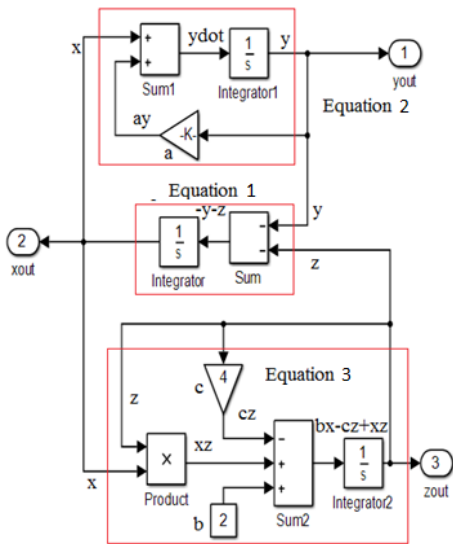 x
+
+
Sum1
ydot
1
s
Integrator1
y
1
yout
Equation 2
ay
-K-
a
Equation 1
-
-y-z
y
2
xout
1
s
Integrator
-
-
Sum
z
4
c
Equation 3
z
cz
bx-cz+xz
x
X
Product
xz
-
+
+
Sum2
1
s
Integrator2
3
zout
b
2